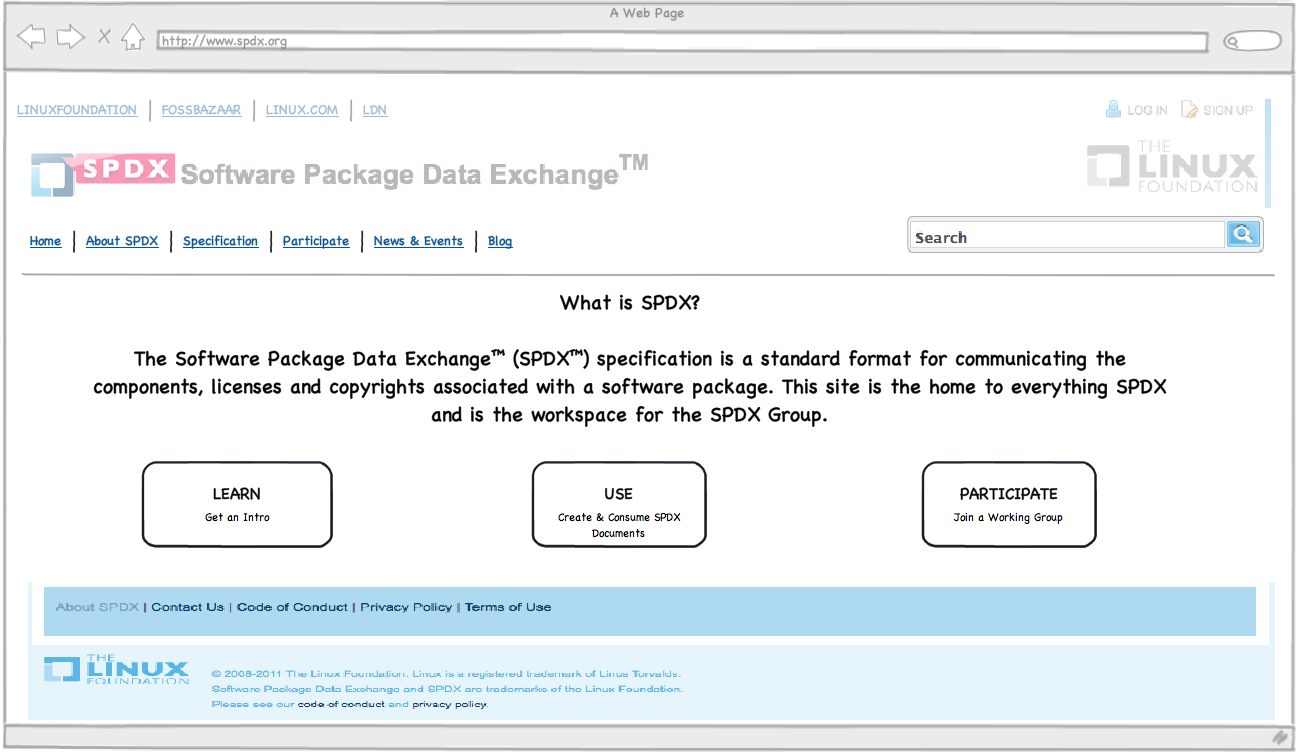 A Web Page
http://www.spdx.org
LINUXFOUNDATION | FOSSBAZAAR | LINUX.COM | LDN
LOG IN SIGN UP
SPDX Software Package Data Exchange™
THE
LINUX
FOUNDATION
Home | About SPDX | Specification | Participate | News & Events | Blog
Search
What is SPDX?
The Software Package Data Exchange™ (SPDX™) specification is a standard format for communicating the
components, licenses and copyrights associated with a software package. This site is the home to everything SPDX
and is the workspace for the SPDX Group.
LEARN
Get an Intro
USE
Create & Consume SPDX
Documents
PARTICIPATE
Join a Working Group
About SPDX | Contact Us | Code of Conduct | Privacy Policy | Terms of Use
THE
LINUX
FOUNDATION
© 2008-2011 The Linux Foundation. Linux is a registered trademark of Linus Torvalds.
Software Package Data Exchange and SPDX are trademarks of the Linux Foundation.
Please see our code of conduct and privacy policy.